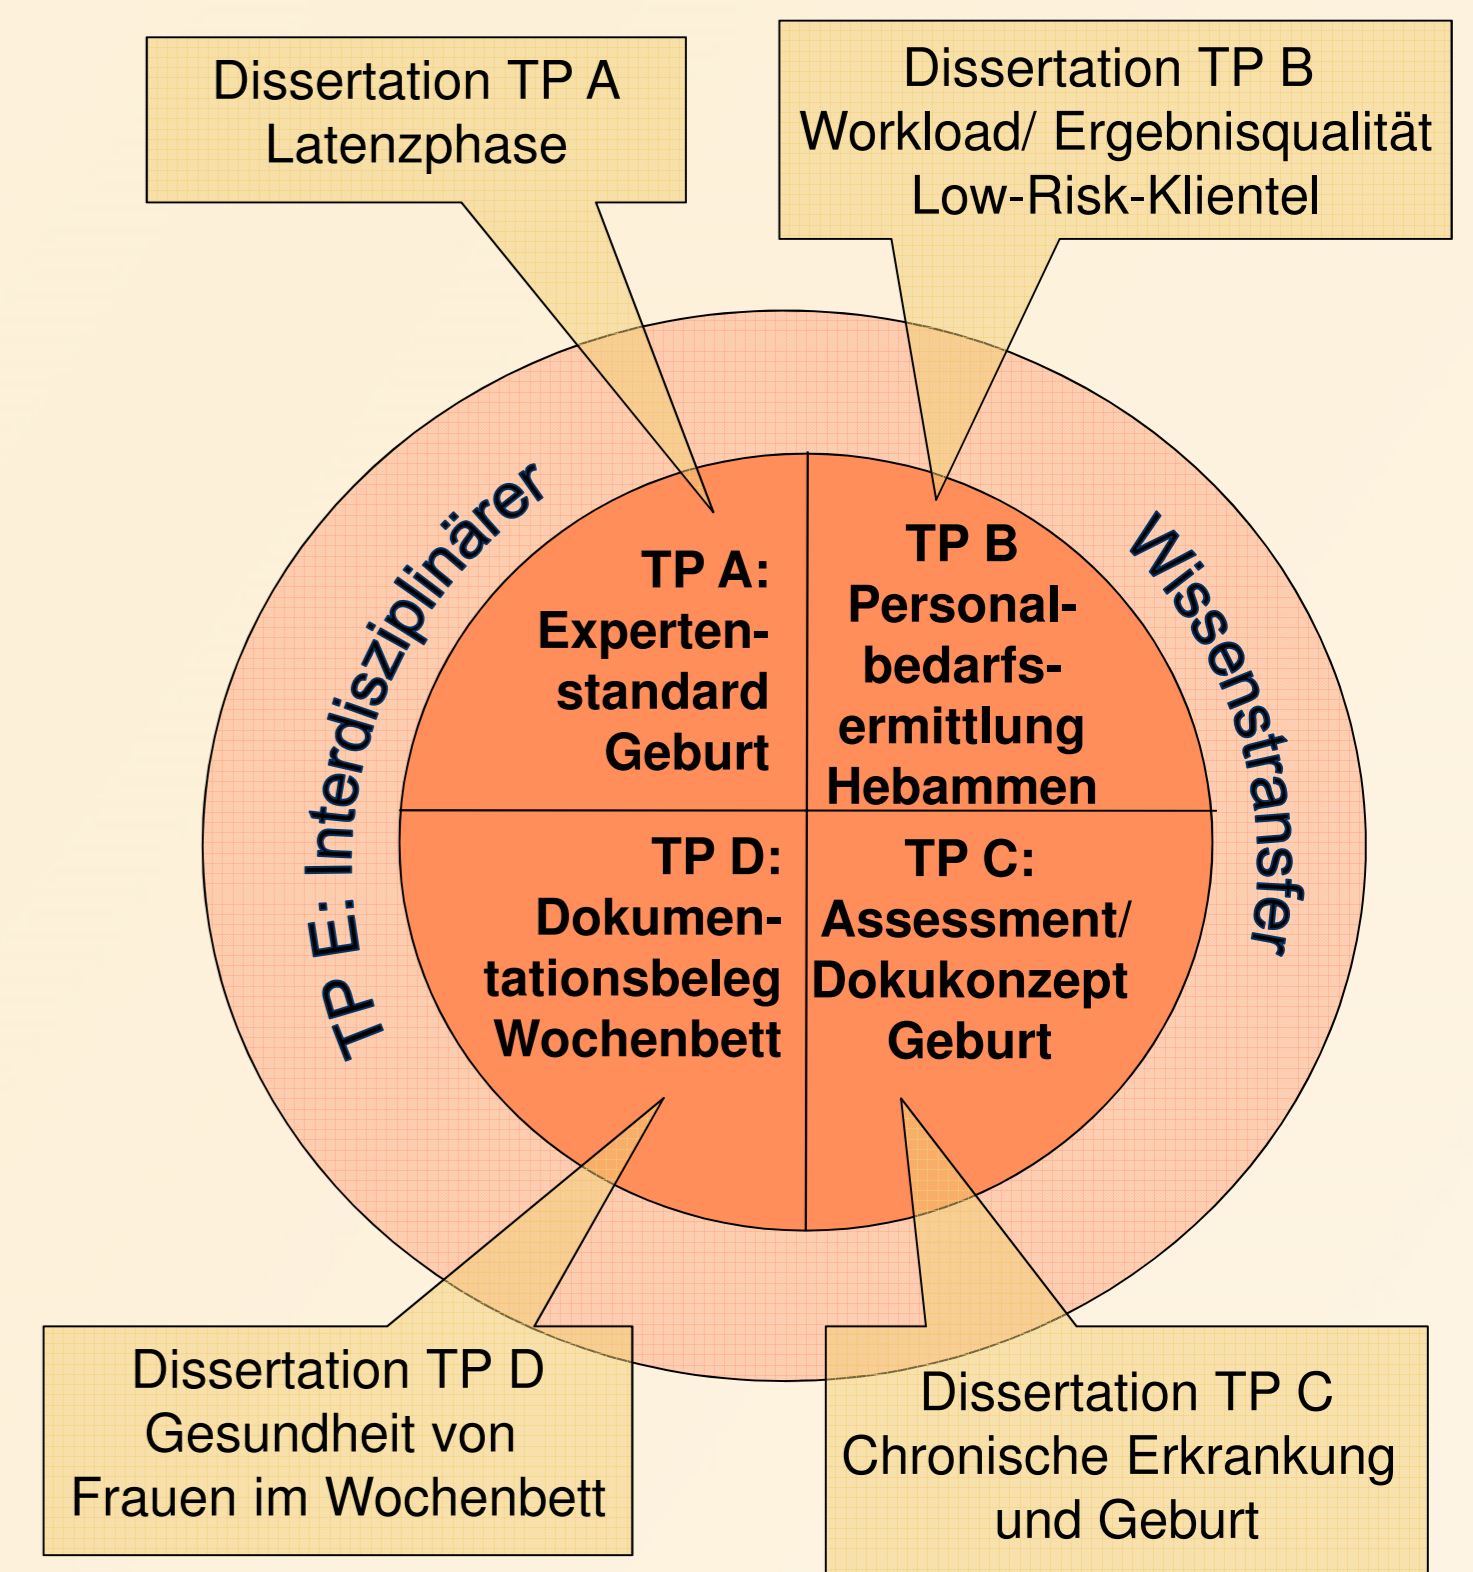 Dissertation TP A
Latenzphase
Dissertation TP B
Workload/ Ergebnisqualität
Low-Risk-Klientel
TP E: Interdisziplinärer
Wissenstransfer
TP A:
Experten-
standard
Geburt
TP B
Personal-
bedarfs-
ermittlung
Hebammen
TP D:
Dokumen-
tationsbeleg
Wochenbett
TP C:
Assessment/
Dokukonzept
Geburt
Dissertation TP D
Gesundheit von
Frauen im Wochenbett
Dissertation TP C
Chronische Erkrankung
und Geburt